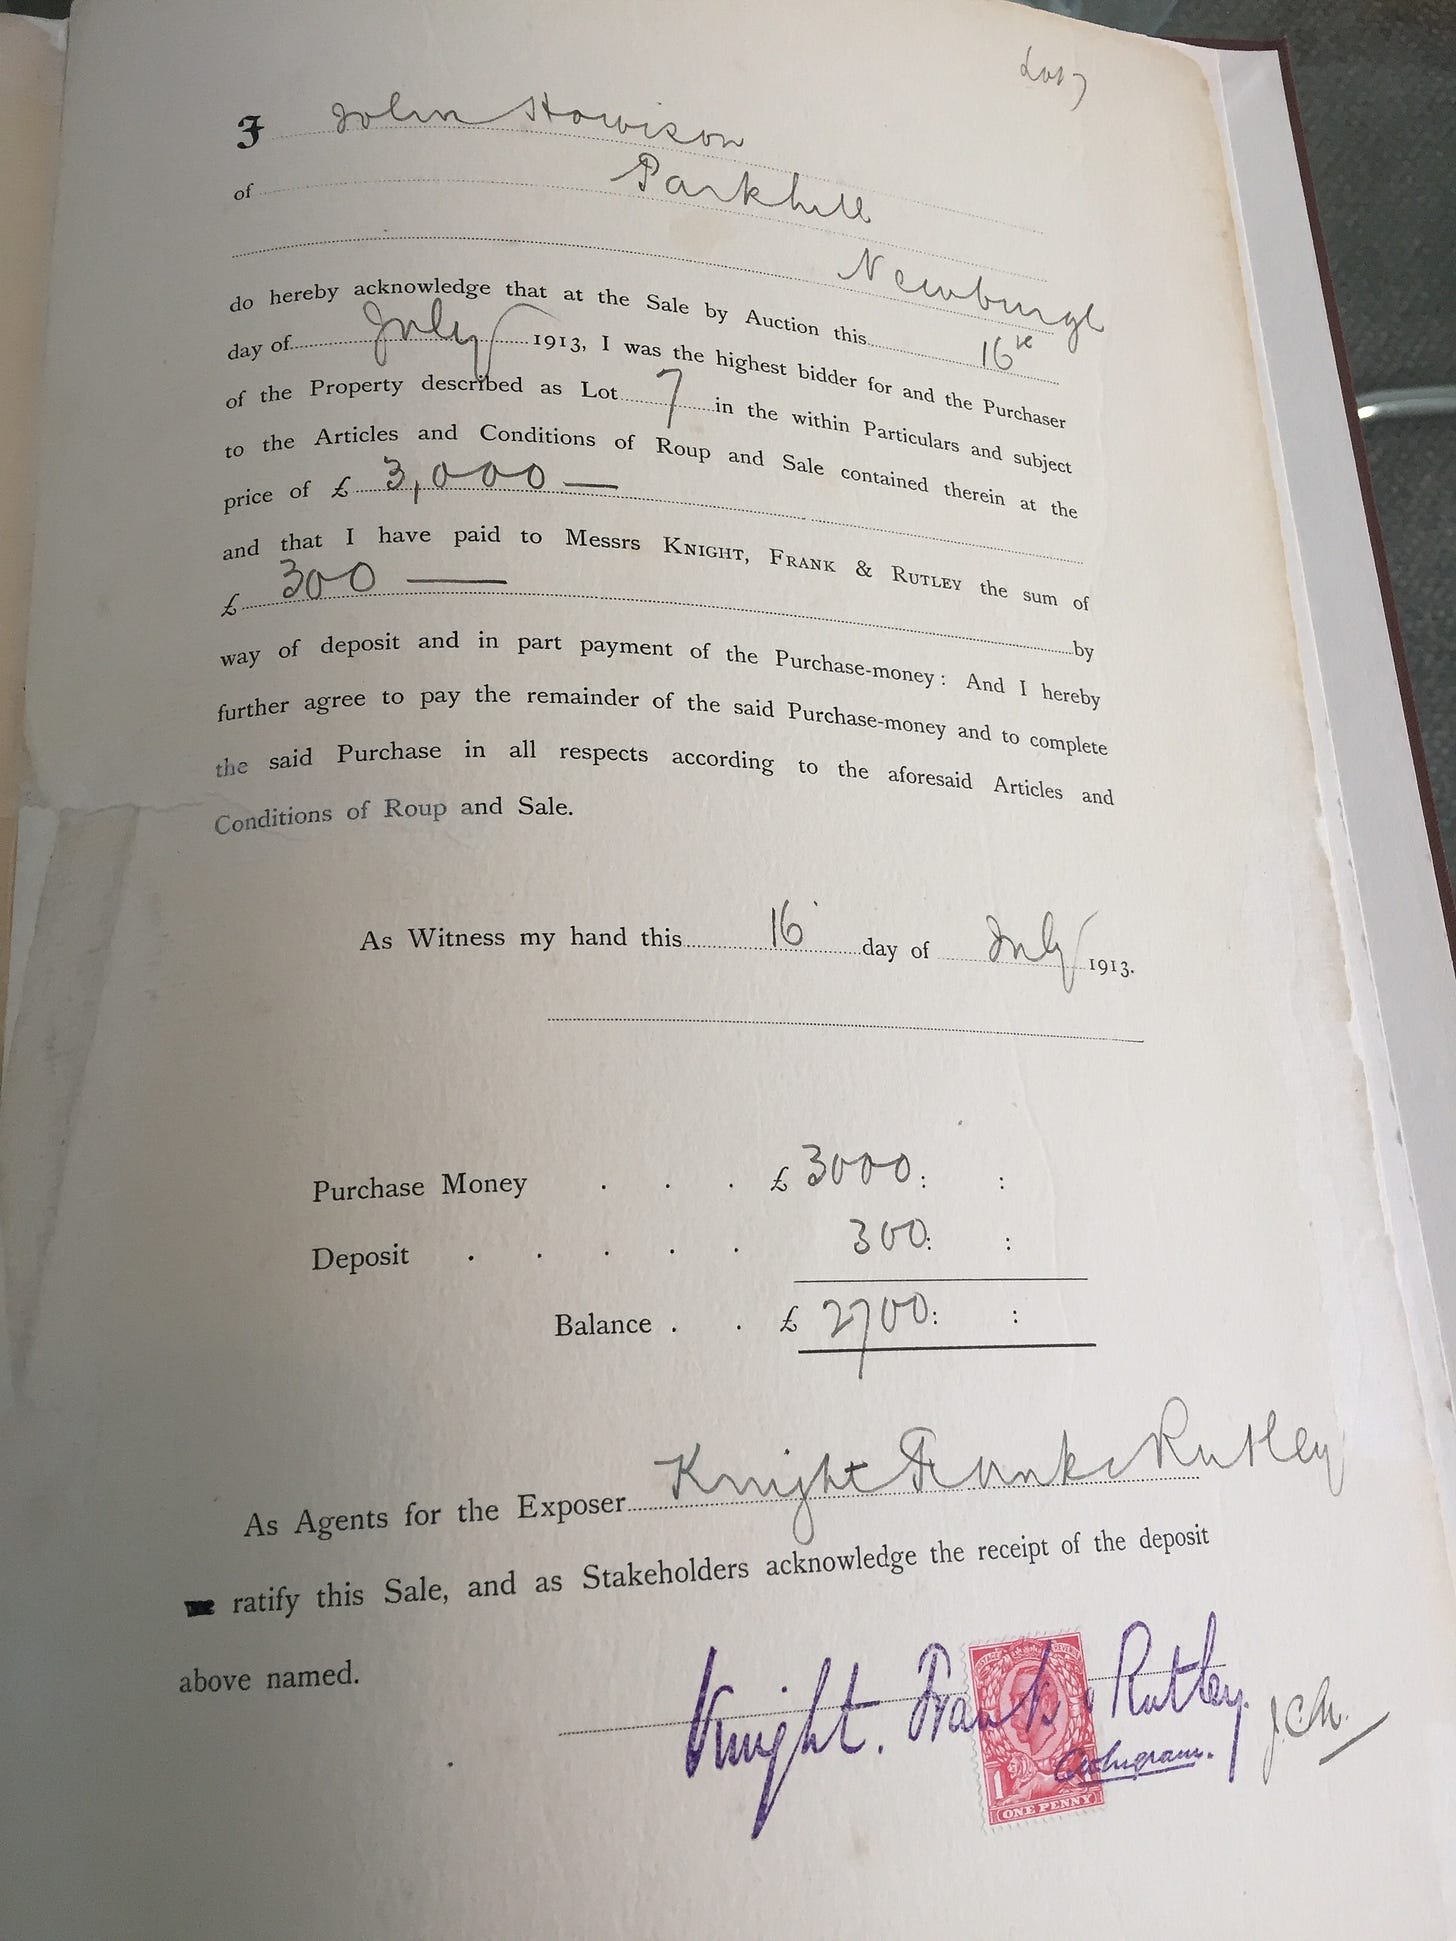 Lot 7
I John Howison
of Parkhill
Newburgh
do hereby acknowledge that at the Sale by Auction this 16th
day of July 1913, I was the highest bidder for and the Purchaser
of the Property described as Lot 7 in the within Particulars and subject
to the Articles and Conditions of Roup and Sale contained therein at the
price of £ 3,000 —
and that I have paid to Messrs KNIGHT, FRANK & RUTLEY the sum of
£ 300 — by
way of deposit and in part payment of the Purchase-money: And I hereby
further agree to pay the remainder of the said Purchase-money and to complete
the said Purchase in all respects according to the aforesaid Articles and
Conditions of Roup and Sale.
As Witness my hand this 16 day of July 1913.
Purchase Money . . . £ 3000: :
Deposit . . . . . 300: :
Balance . . £ 2700: :
As Agents for the Exposer Knight Frank & Rutley
ratify this Sale, and as Stakeholders acknowledge the receipt of the deposit
above named.
Knight, Frank & Rutley.
ONE PENNY